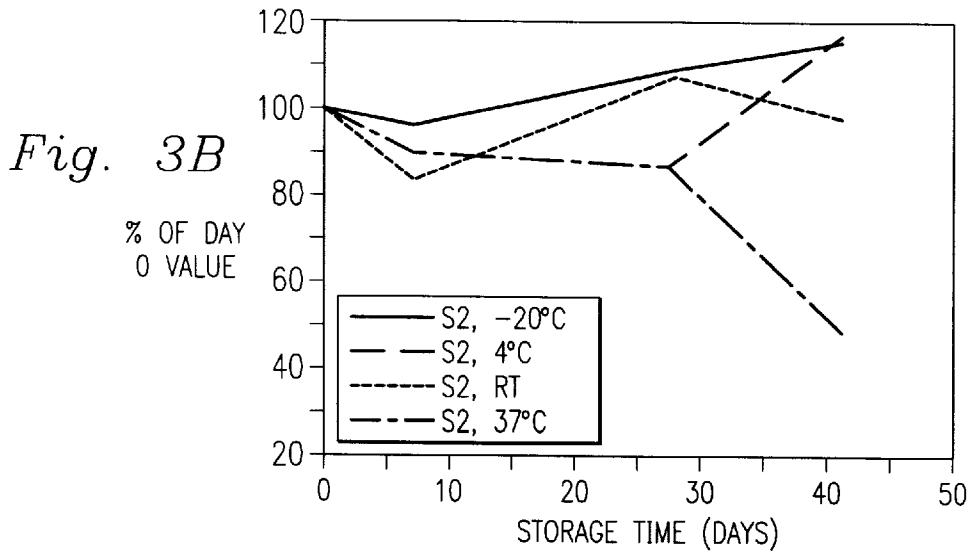 Fig. 3B
% OF DAY
0 VALUE
120
100
80
60
40
20
S2, -20°C
S2, 4°C
S2, RT
S2, 37°C
0 10 20 30 40 50
STORAGE TIME (DAYS)